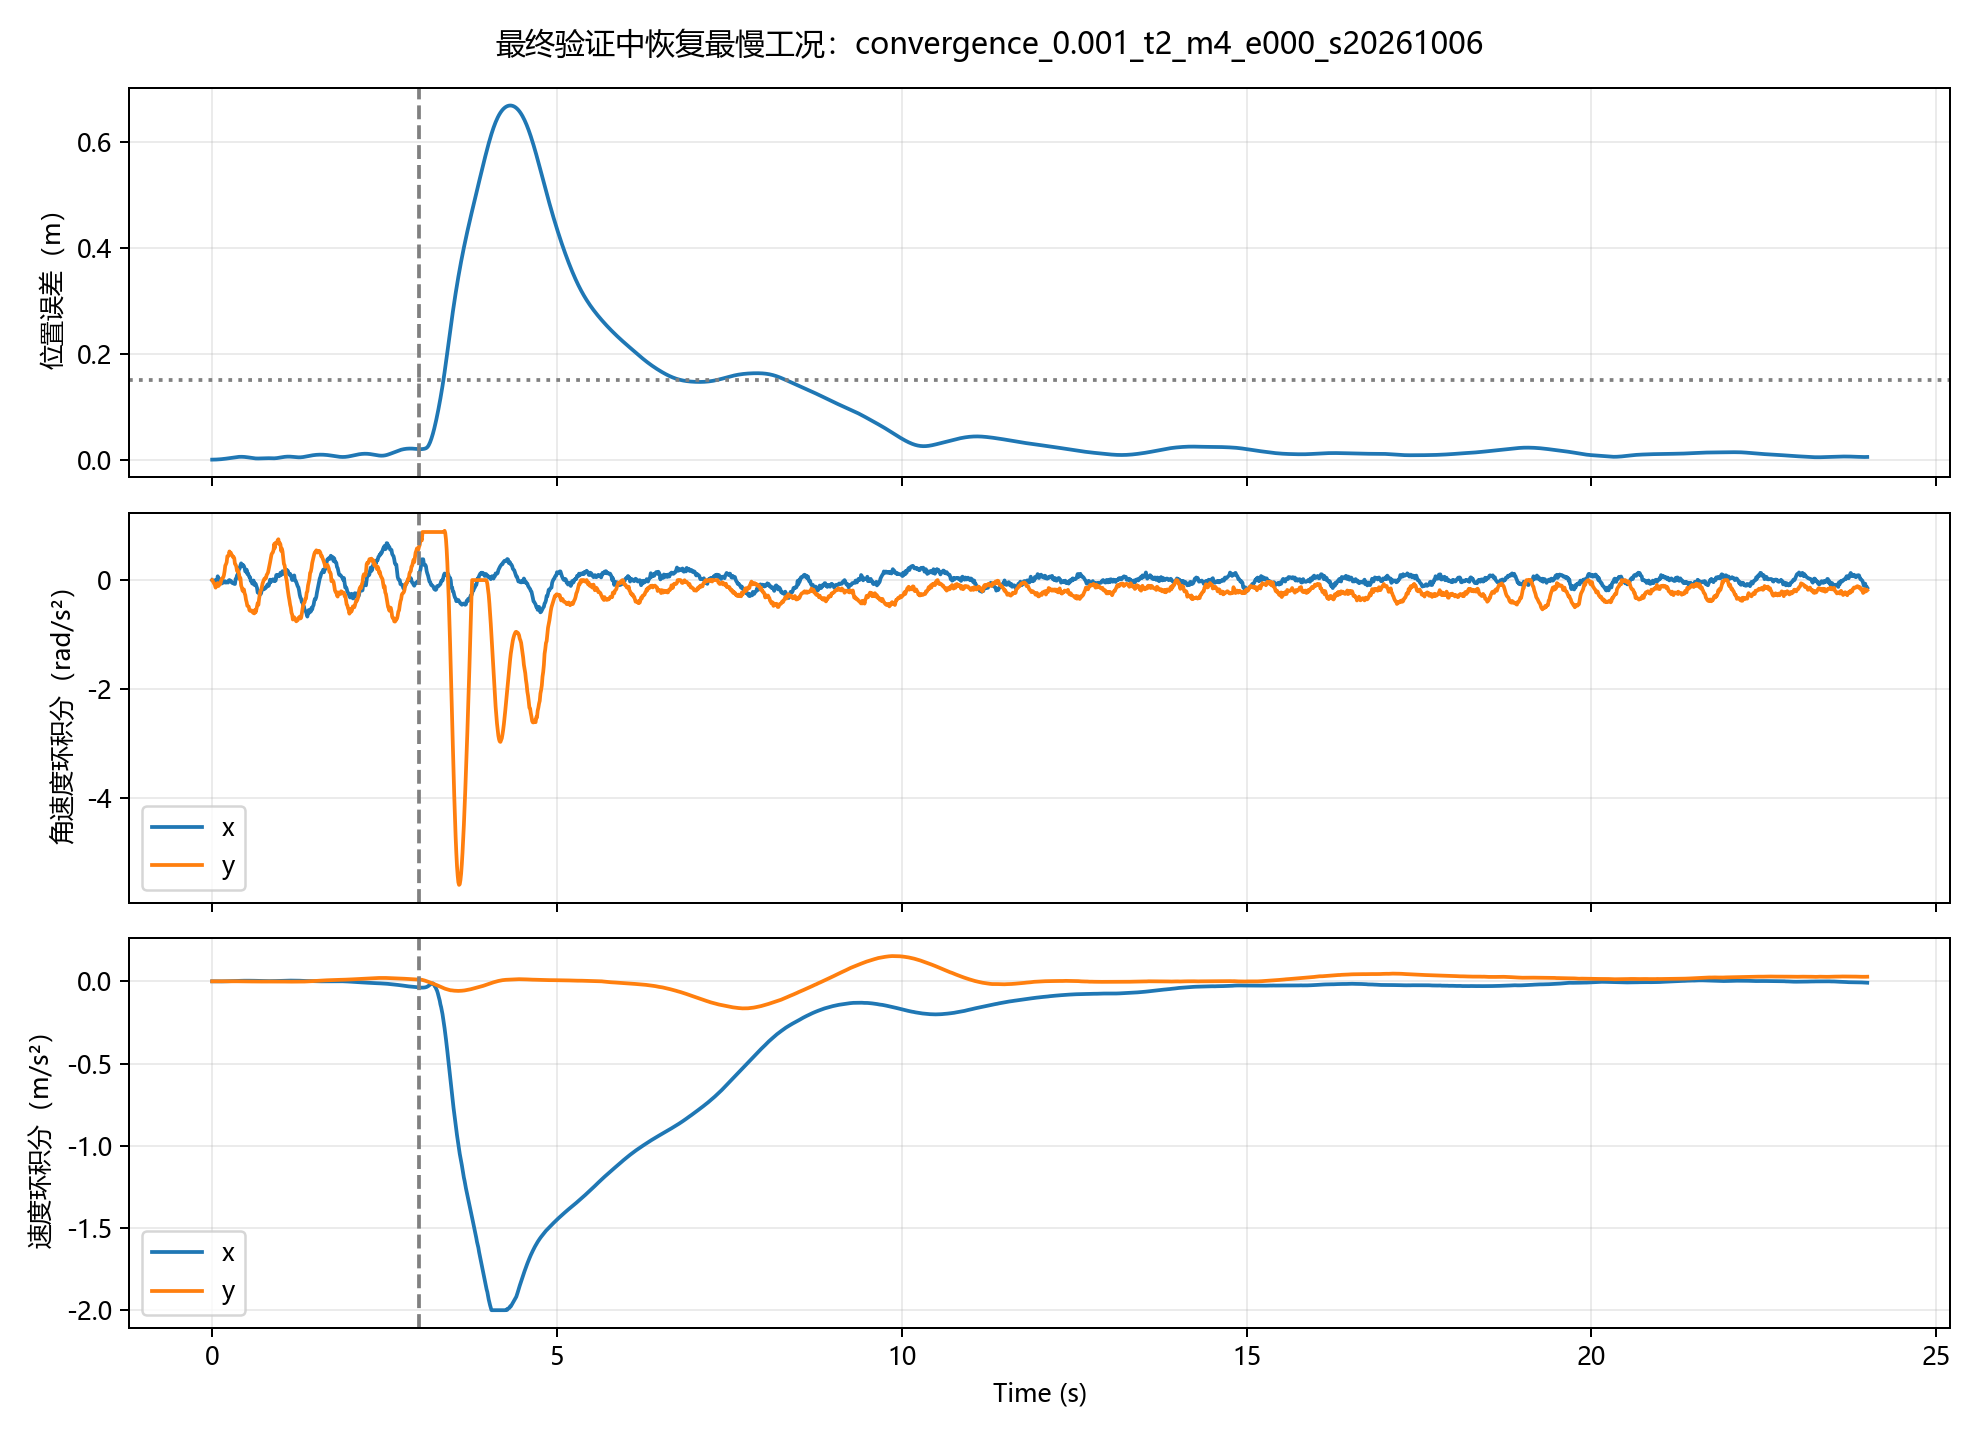 最终验证中恢复最慢工况：convergence_0.001_t2_m4_e000_s20261006
位置误差（m）
0.6
0.4
0.2
0.0
角速度环积分（rad/s²）
0
-2
-4
x
y
速度环积分（m/s²）
0.0
-0.5
-1.0
-1.5
-2.0
x
y
0 5 10 15 20 25
Time (s)